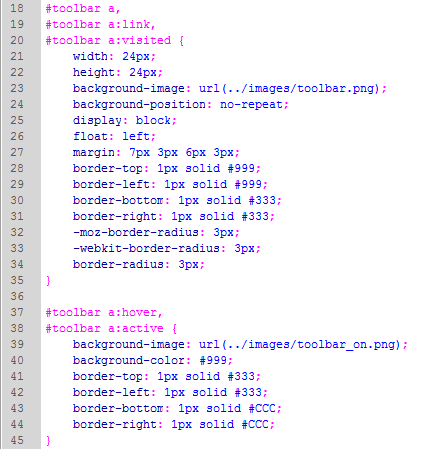 18 #toolbar a,
19 #toolbar a:link,
20 #toolbar a:visited {
21     width: 24px;
22     height: 24px;
23     background-image: url(../images/toolbar.png);
24     background-position: no-repeat;
25     display: block;
26     float: left;
27     margin: 7px 3px 6px 3px;
28     border-top: 1px solid #999;
29     border-left: 1px solid #999;
30     border-bottom: 1px solid #333;
31     border-right: 1px solid #333;
32     -moz-border-radius: 3px;
33     -webkit-border-radius: 3px;
34     border-radius: 3px;
35 }
36
37 #toolbar a:hover,
38 #toolbar a:active {
39     background-image: url(../images/toolbar_on.png);
40     background-color: #999;
41     border-top: 1px solid #333;
42     border-left: 1px solid #333;
43     border-bottom: 1px solid #CCC;
44     border-right: 1px solid #CCC;
45 }